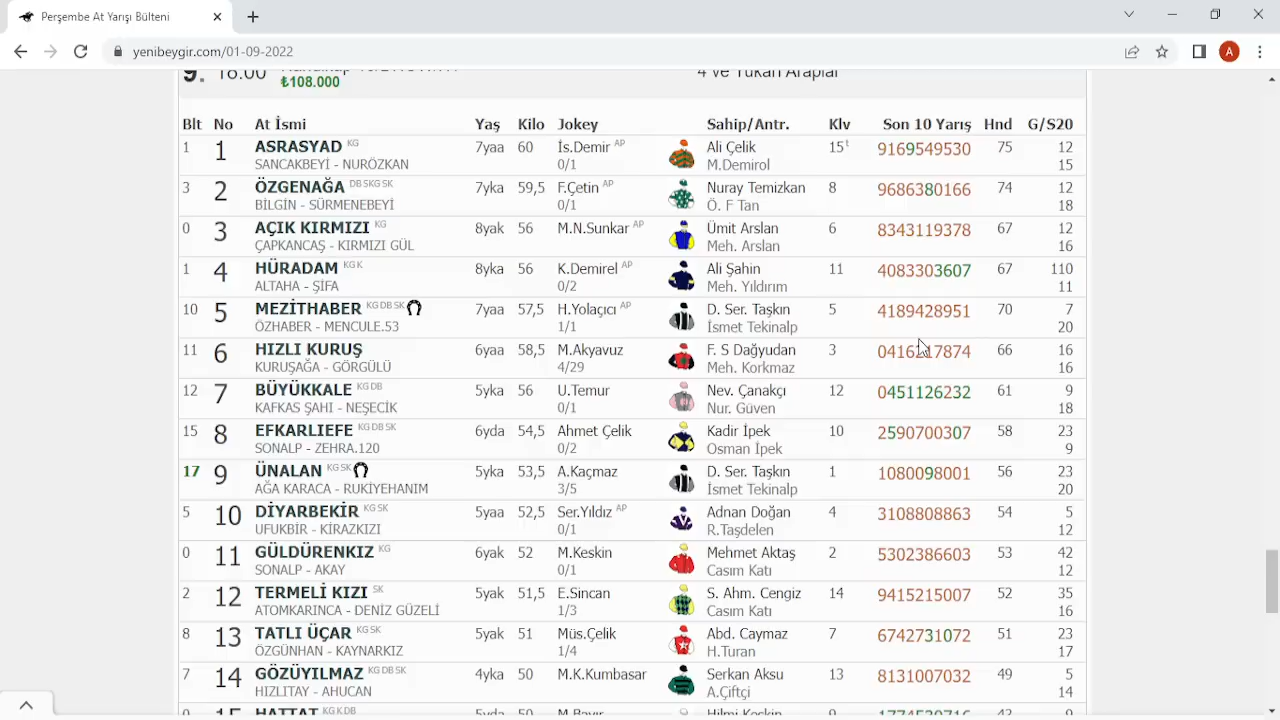 Perşembe At Yarışı Bülteni
yenibeygir.com/01-09-2022
A
9. 18.00
₺108.000
4 ve Yukarı Araplar
Blt No At İsmi Yaş Kilo Jokey Sahip/Antr. Klv Son 10 Yarış Hnd G/S20
1 1 ASRASYAD KG 7yaa 60 İs.Demir AP Ali Çelik 15t 9169549530 75 12
SANCAKBEYİ - NURÖZKAN 0/1 M.Demirol 15
3 2 ÖZGENAĞA DB SKG SK 7yka 59,5 F.Çetin AP Nuray Temizkan 8 9686380166 74 12
BİLGİN - SÜRMENEBEYİ 0/1 Ö. F Tan 18
0 3 AÇIK KIRMIZI KG 8yak 56 M.N.Sunkar AP Ümit Arslan 6 8343119378 67 12
ÇAPKANCAŞ - KIRMIZI GÜL Meh. Arslan 16
1 4 HÜRADAM KG K 8yka 56 K.Demirel AP Ali Şahin 11 4083303607 67 110
ALTAHA - ŞİFA 0/2 Meh. Yıldırım 11
10 5 MEZİTHABER KG DB SK 7yaa 57,5 H.Yolaçıcı AP D. Ser. Taşkın 5 4189428951 70 7
ÖZHABER - MENCULE.53 1/1 İsmet Tekinalp 20
11 6 HIZLI KURUŞ 6yaa 58,5 M.Akyavuz F. S Dağyudan 3 66 16
KURUŞAĞA - GÖRGÜLÜ 4/29 Meh. Korkmaz 16
12 7 BÜYÜKKALE KG DB 5yka 56 U.Temur Nev. Çanakçı 12 0451126232 61 9
KAFKAS ŞAHI - NEŞECİK 0/1 Nur. Güven 18
15 8 EFKARLIEFE KG DB SK 6yda 54,5 Ahmet Çelik Kadir İpek 10 2590700307 58 23
SONALP - ZEHRA.120 0/2 Osman İpek 9
17 9 ÜNALAN KG SK 5yka 53,5 A.Kaçmaz D. Ser. Taşkın 1 1080098001 56 23
AĞA KARACA - RUKİYEHANIM 3/5 İsmet Tekinalp 20
5 10 DİYARBEKİR KG SK 5yaa 52,5 Ser.Yıldız AP Adnan Doğan 4 3108808863 54 5
UFUKBİR - KİRAZKIZI 0/1 R.Taşdelen 12
0 11 GÜLDÜRENKIZ KG 6yak 52 M.Keskin Mehmet Aktaş 2 5302386603 53 42
SONALP - AKAY 0/1 Casım Katı 12
2 12 TERMELİ KIZI SK 5yak 51,5 E.Sincan S. Ahm. Cengiz 14 9415215007 52 35
ATOMKARINCA - DENİZ GÜZELİ 1/3 Casım Katı 16
8 13 TATLI ÜÇAR KG SK 5yak 51 Müs.Çelik Abd. Caymaz 7 6742731072 51 23
ÖZGÜNHAN - KAYNARKIZ 1/4 H.Turan 17
7 14 GÖZÜYILMAZ KG DB SK 4yka 50 M.K.Kumbasar Serkan Aksu 13 8131007032 49 5
HIZLITAY - AHUCAN A.Çiftçi 14
HATTAT KG K DB 50 M.Bayır Hilmi Keskin 9